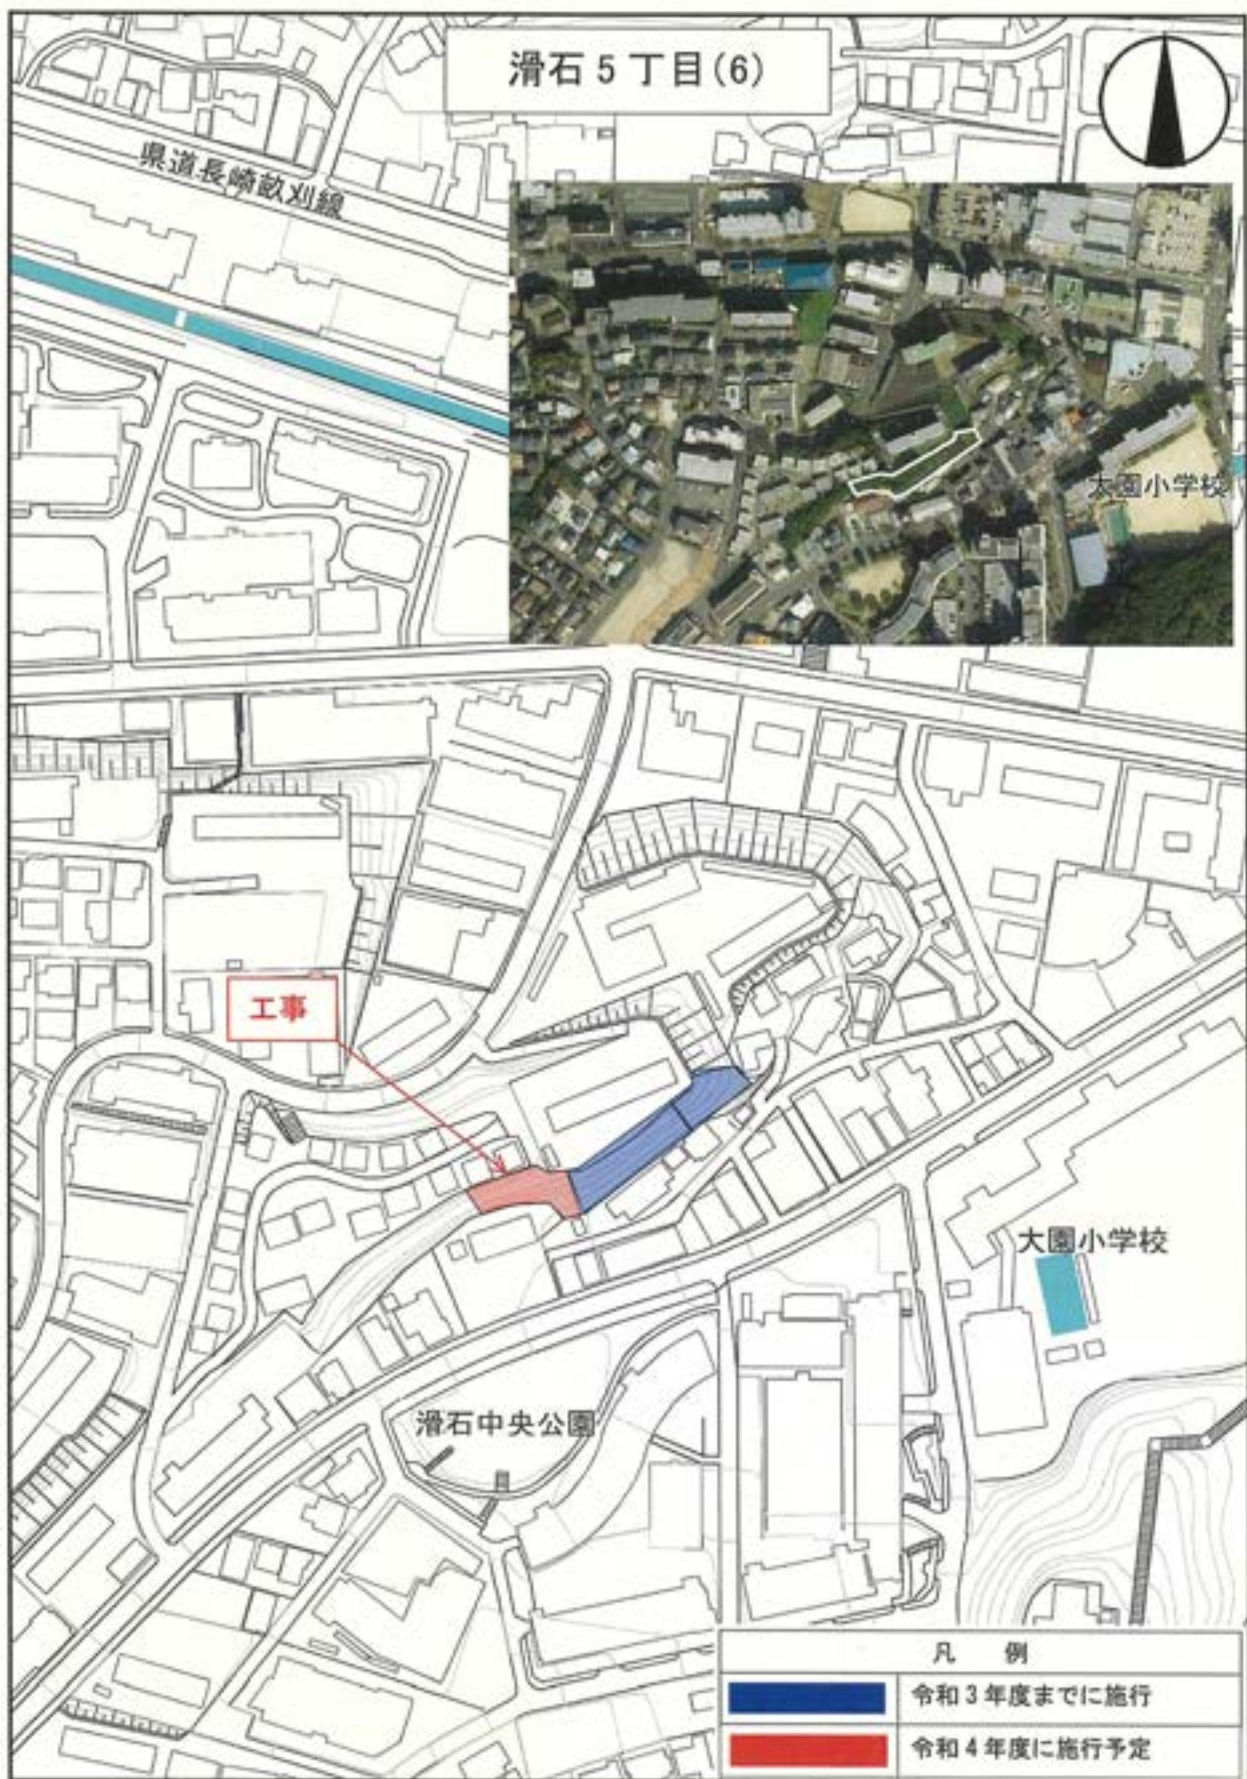 滑石5丁目(6)
県道長崎畝刈線
大園小学校
工事
大園小学校
滑石中央公園
凡 例
令和3年度までに施行
令和4年度に施行予定